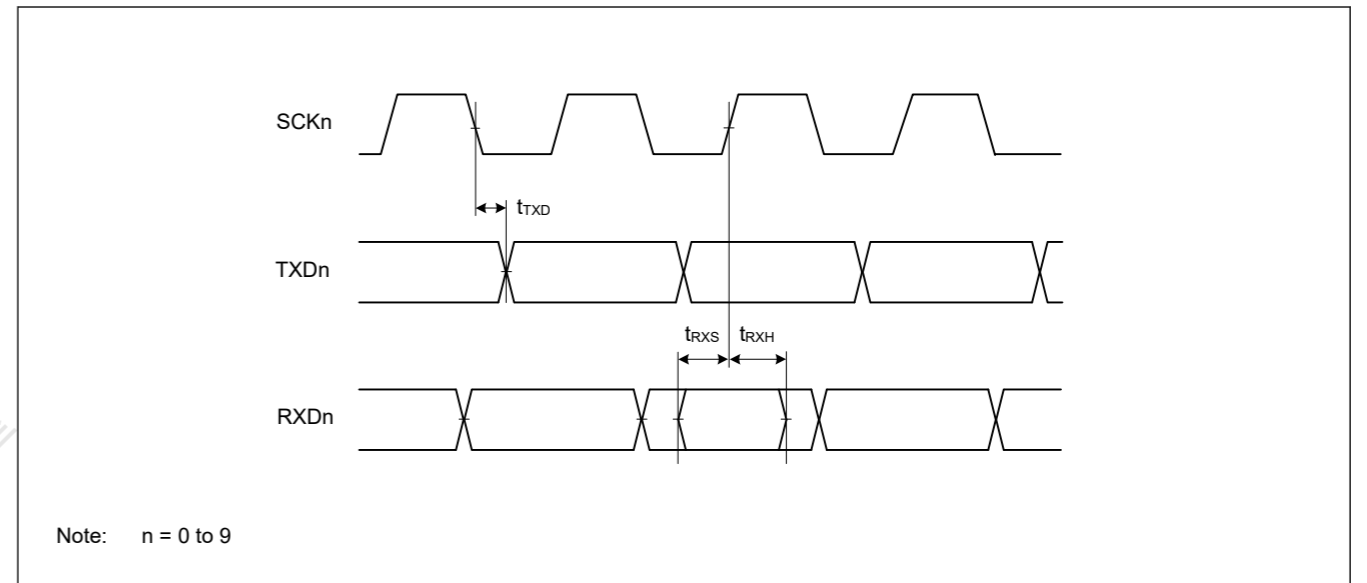 SCKn
tTXD
TXDn
tRXS tRXH
RXDn
Note: n = 0 to 9